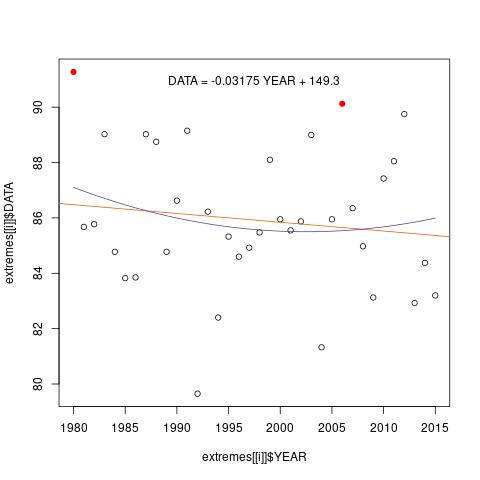 DATA = -0.03175 YEAR + 149.3
90
88
86
84
82
80
extremes[[i]]$DATA
1980 1985 1990 1995 2000 2005 2010 2015
extremes[[i]]$YEAR